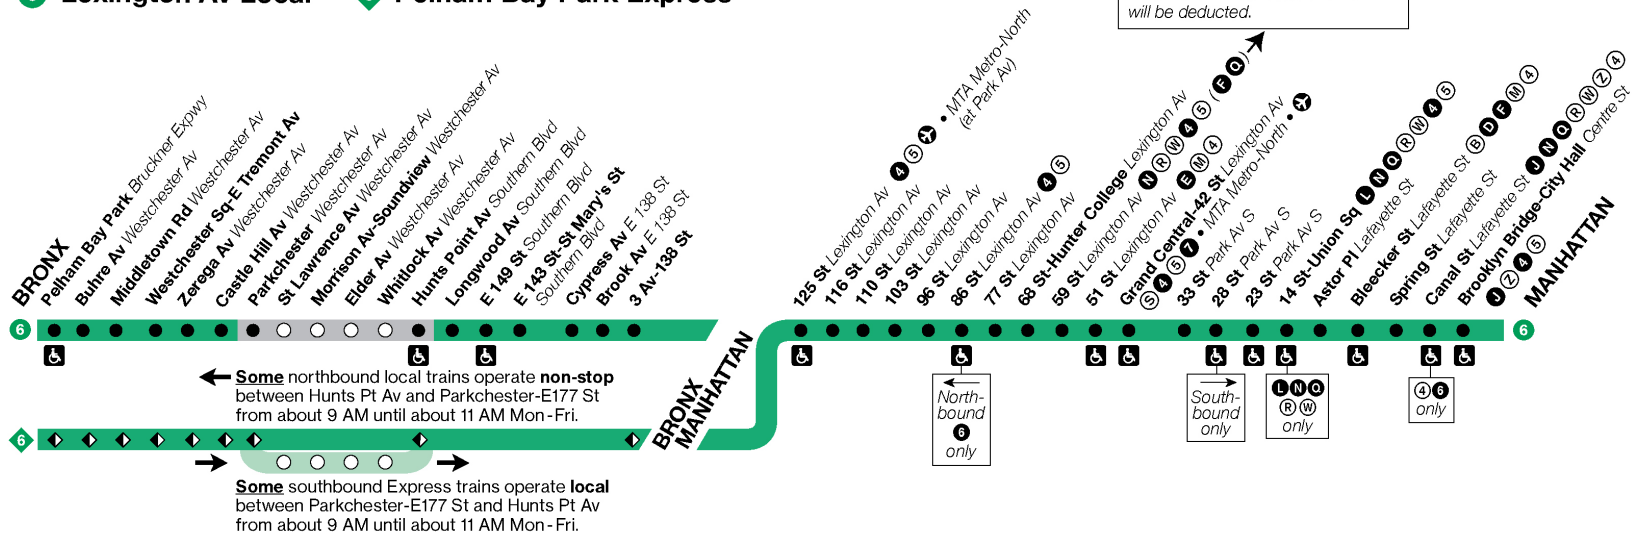 Lexington Av Local
Pelham Bay Park Express
will be deducted.
BRONX
Pelham Bay Park Bruckner Expwy
Buhre Av Westchester Av
Middletown Rd Westchester Av
Westchester Sq-E Tremont Av
Zerega Av Westchester Av
Castle Hill Av Westchester Av
Parkchester Westchester Av
St Lawrence Av Westchester Av
Morrison Av-Soundview Westchester Av
Elder Av Westchester Av
Whitlock Av Westchester Av
Hunts Point Av Southern Blvd
Longwood Av Southern Blvd
E 149 St Southern Blvd
E 143 St-St Mary's St
Southern Blvd
Cypress Av E 138 St
Brook Av E 138 St
3 Av-138 St
125 St Lexington Av 4 5 • MTA Metro-North
(at Park Av)
116 St Lexington Av
110 St Lexington Av
103 St Lexington Av
96 St Lexington Av
86 St Lexington Av 4 5
77 St Lexington Av
68 St-Hunter College Lexington Av
59 St Lexington Av N R W 4 5 (F Q)
51 St Lexington Av E M 4
Grand Central-42 St Lexington Av
S 4 5 7 • MTA Metro-North •
33 St Park Av S
28 St Park Av S
23 St Park Av S
14 St-Union Sq L N Q R W 4 5
Astor Pl Lafayette St
Bleecker St Lafayette St B D F M 4
Spring St Lafayette St
Canal St Lafayette St J N Q R W Z 4
Brooklyn Bridge-City Hall Centre St
J Z 4 5
MANHATTAN
6
6
Some northbound local trains operate non-stop
between Hunts Pt Av and Parkchester-E177 St
from about 9 AM until about 11 AM Mon-Fri.
6
BRONX
MANHATTAN
Some southbound Express trains operate local
between Parkchester-E177 St and Hunts Pt Av
from about 9 AM until about 11 AM Mon-Fri.
North-
bound
6
only
South-
bound
only
L N Q
R W
only
4 6
only